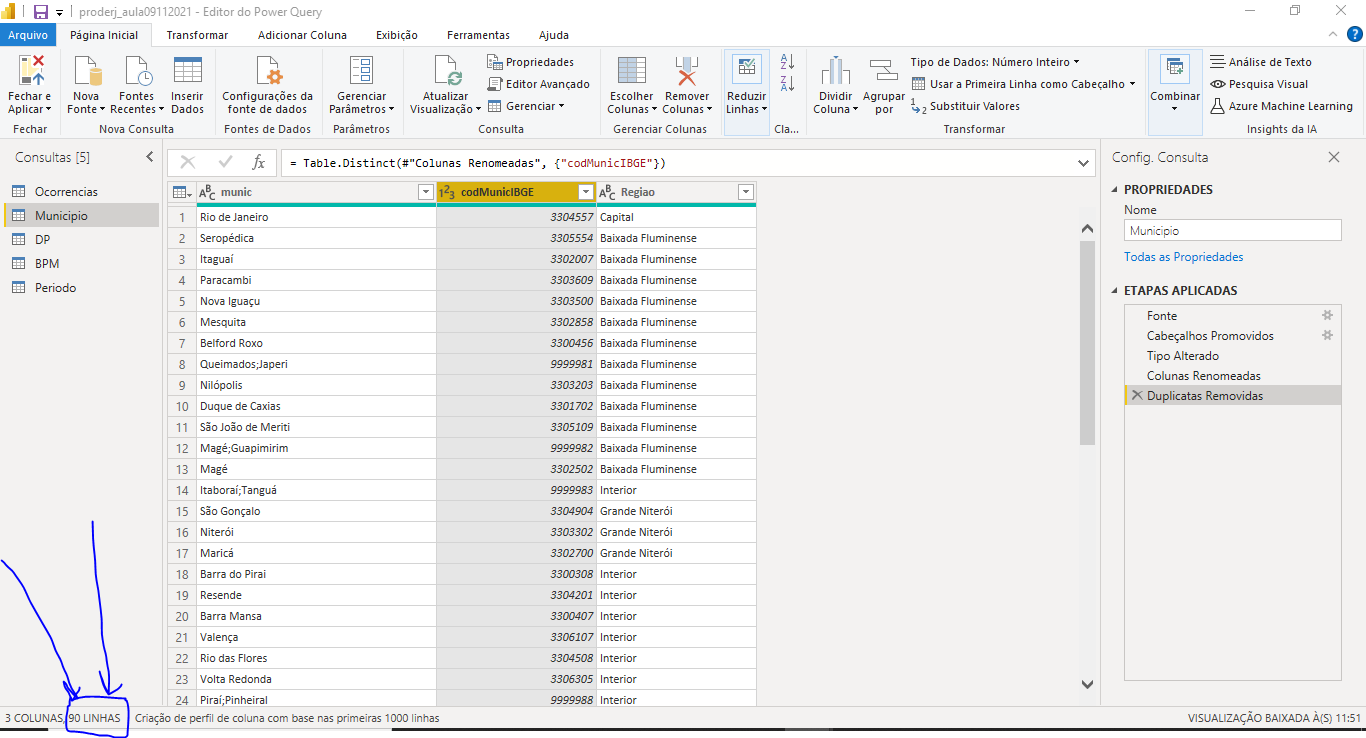 proderj_aula09112021 - Editor do Power Query
Arquivo Página Inicial Transformar Adicionar Coluna Exibição Ferramentas Ajuda
Fechar e Aplicar
Fechar
Nova Fonte
Fontes Recentes
Inserir Dados
Nova Consulta
Configurações da fonte de dados
Fontes de Dados
Gerenciar Parâmetros
Parâmetros
Atualizar Visualização
Propriedades
Editor Avançado
Gerenciar
Consulta
Escolher Colunas
Remover Colunas
Gerenciar Colunas
Reduzir Linhas
Cla...
Dividir Coluna
Agrupar por
Tipo de Dados: Número Inteiro
Usar a Primeira Linha como Cabeçalho
Substituir Valores
Transformar
Combinar
Análise de Texto
Pesquisa Visual
Azure Machine Learning
Insights da IA
Consultas [5]
Ocorrencias
Municipio
DP
BPM
Periodo
fx = Table.Distinct(#"Colunas Renomeadas", {"codMunicIBGE"})
munic codMunicIBGE Regiao
1 Rio de Janeiro 3304557 Capital
2 Seropédica 3305554 Baixada Fluminense
3 Itaguaí 3302007 Baixada Fluminense
4 Paracambi 3303609 Baixada Fluminense
5 Nova Iguaçu 3303500 Baixada Fluminense
6 Mesquita 3302858 Baixada Fluminense
7 Belford Roxo 3300456 Baixada Fluminense
8 Queimados;Japeri 9999981 Baixada Fluminense
9 Nilópolis 3303203 Baixada Fluminense
10 Duque de Caxias 3301702 Baixada Fluminense
11 São João de Meriti 3305109 Baixada Fluminense
12 Magé;Guapimirim 9999982 Baixada Fluminense
13 Magé 3302502 Baixada Fluminense
14 Itaboraí;Tanguá 9999983 Interior
15 São Gonçalo 3304904 Grande Niterói
16 Niterói 3303302 Grande Niterói
17 Maricá 3302700 Grande Niterói
18 Barra do Pirai 3300308 Interior
19 Resende 3304201 Interior
20 Barra Mansa 3300407 Interior
21 Valença 3306107 Interior
22 Rio das Flores 3304508 Interior
23 Volta Redonda 3306305 Interior
24 Piraí;Pinheiral 9999988 Interior
Config. Consulta
PROPRIEDADES
Nome
Municipio
Todas as Propriedades
ETAPAS APLICADAS
Fonte
Cabeçalhos Promovidos
Tipo Alterado
Colunas Renomeadas
Duplicatas Removidas
3 COLUNAS, 90 LINHAS Criação de perfil de coluna com base nas primeiras 1000 linhas
VISUALIZAÇÃO BAIXADA À(S) 11:51